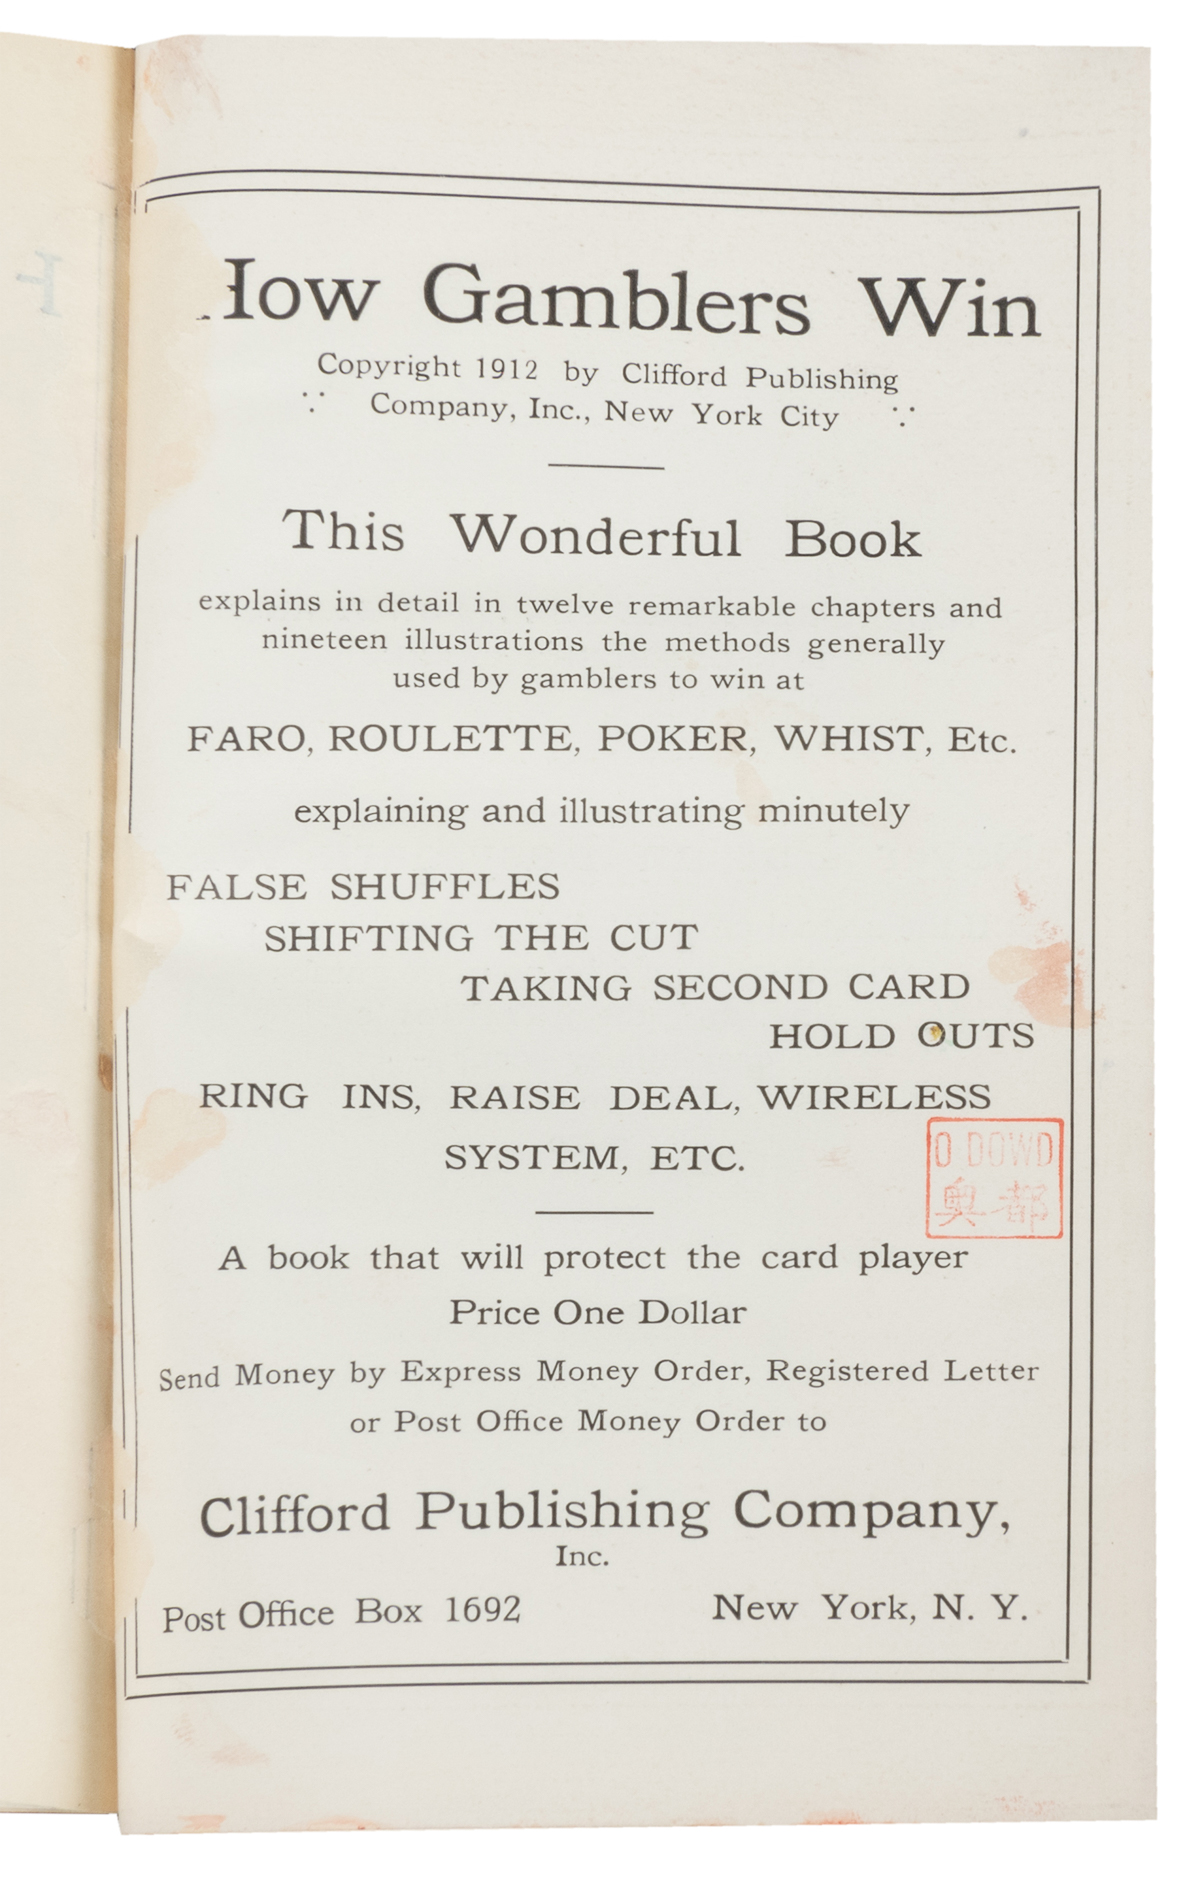 How Gamblers Win
Copyright 1912 by Clifford Publishing
Company, Inc., New York City
This Wonderful Book
explains in detail in twelve remarkable chapters and
nineteen illustrations the methods generally
used by gamblers to win at
FARO, ROULETTE, POKER, WHIST, Etc.
explaining and illustrating minutely
FALSE SHUFFLES
SHIFTING THE CUT
TAKING SECOND CARD
HOLD OUTS
RING INS, RAISE DEAL, WIRELESS
SYSTEM, ETC.
O DOWD
奥都
A book that will protect the card player
Price One Dollar
Send Money by Express Money Order, Registered Letter
or Post Office Money Order to
Clifford Publishing Company,
Inc.
Post Office Box 1692 New York, N. Y.